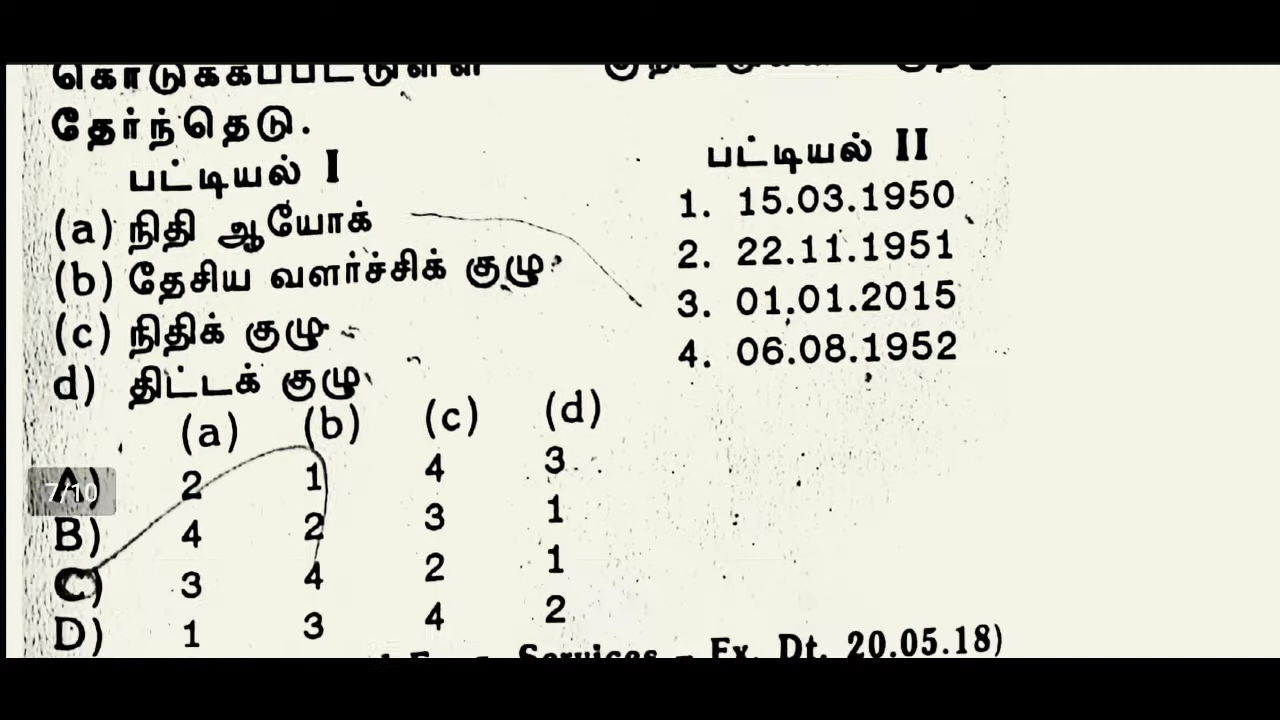 தேர்ந்தெடு.
பட்டியல் I பட்டியல் II
(a) நிதி ஆயோக் 1. 15.03.1950
(b) தேசிய வளர்ச்சிக் குழு 2. 22.11.1951
(c) நிதிக் குழு 3. 01.01.2015
d) திட்டக் குழு 4. 06.08.1952
(a) (b) (c) (d)
A) 2 1 4 3
7/10
B) 4 2 3 1
C) 3 4 2 1
D) 1 3 4 2
Services - Ex. Dt. 20.05.18)